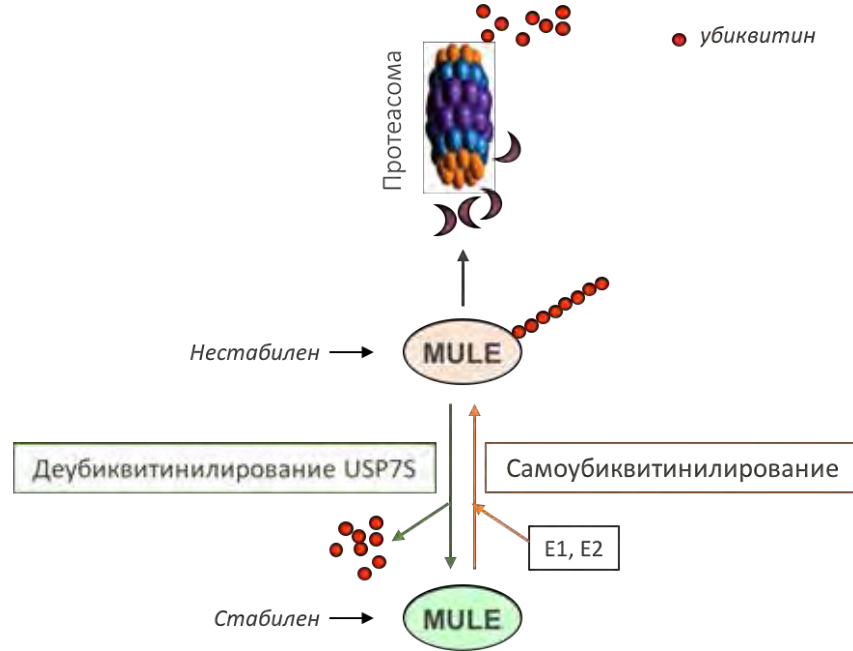 убиквитин
Протеасома
Нестабилен
MULE
Деубиквитинилирование USP7S
Самоубиквитинилирование
E1, E2
Стабилен
MULE